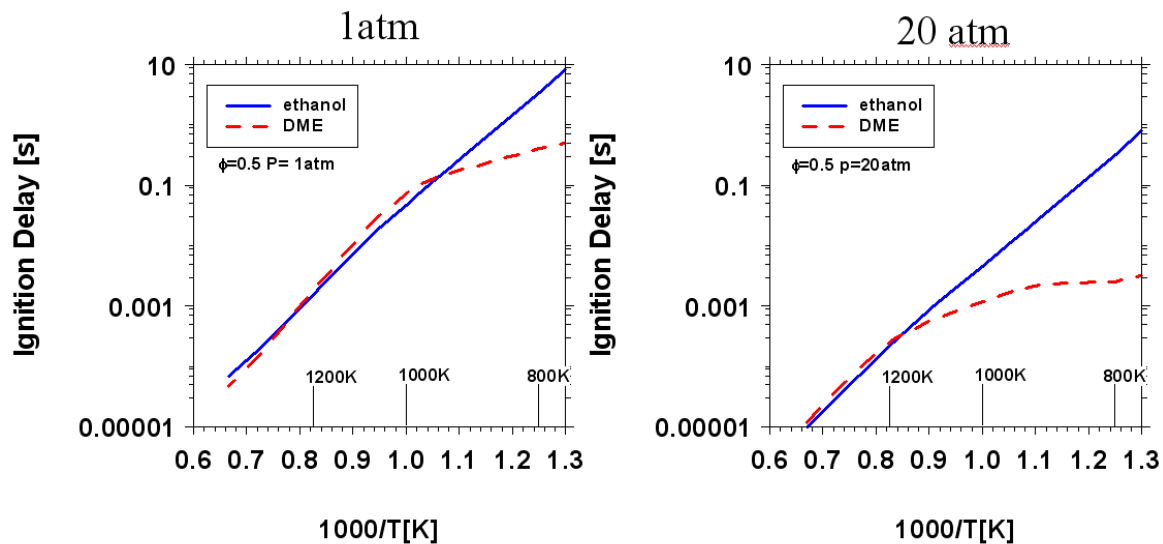 1atm
Ignition Delay [s]
10
0.1
0.001
0.00001
ethanol
DME
ϕ=0.5 P= 1atm
1200K
1000K
800K
0.6 0.7 0.8 0.9 1.0 1.1 1.2 1.3
1000/T[K]
20 atm
Ignition Delay [s]
10
0.1
0.001
0.00001
ethanol
DME
ϕ=0.5 p=20atm
1200K
1000K
800K
0.6 0.7 0.8 0.9 1.0 1.1 1.2 1.3
1000/T[K]